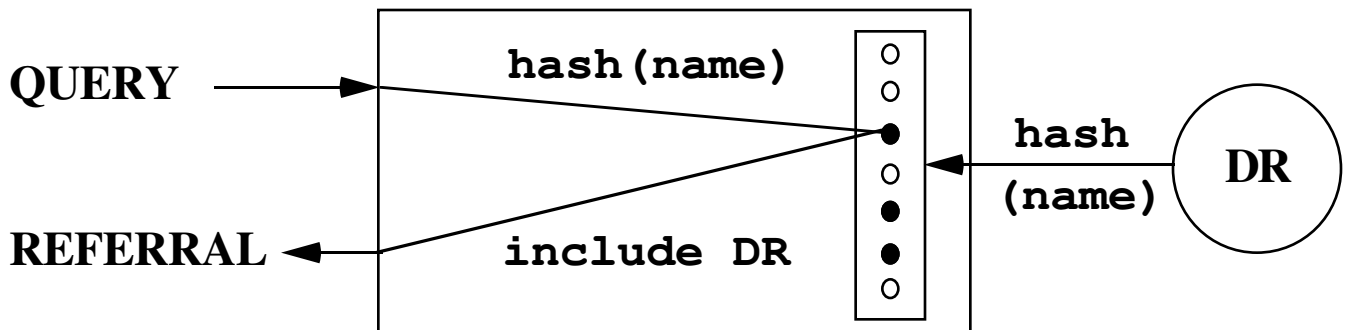 QUERY
hash(name)
REFERRAL
include DR
hash
(name)
DR